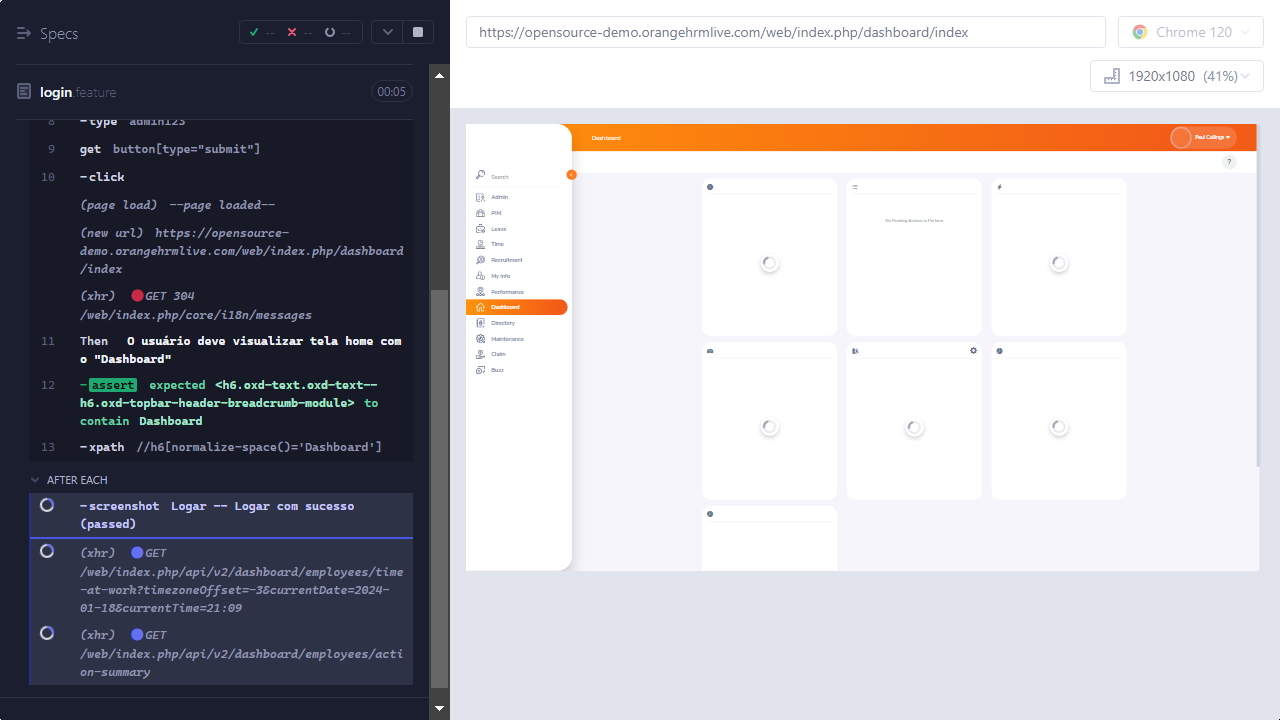 Specs
--
--
--
login.feature
00:05
8 -type admin123
9 get button[type="submit"]
10 -click
(page load) --page loaded--
(new url) https://opensource-
demo.orangehrmlive.com/web/index.php/dashboard
/index
(xhr) GET 304
/web/index.php/core/i18n/messages
11 Then O usuário deve visualizar tela home com
o "Dashboard"
12 -assert expected <h6.oxd-text.oxd-text--
h6.oxd-topbar-header-breadcrumb-module> to
contain Dashboard
13 -xpath //h6[normalize-space()='Dashboard']
AFTER EACH
-screenshot Logar -- Logar com sucesso
(passed)
(xhr) GET
/web/index.php/api/v2/dashboard/employees/time
-at-work?timezoneOffset=-3&currentDate=2024-
01-18&currentTime=21:09
(xhr) GET
/web/index.php/api/v2/dashboard/employees/acti
on-summary
https://opensource-demo.orangehrmlive.com/web/index.php/dashboard/index
Chrome 120
1920x1080 (41%)
Dashboard
Paul Collings
?
Search
Admin
PIM
Leave
Time
Recruitment
My Info
Performance
Dashboard
Directory
Maintenance
Claim
Buzz
No Pending Actions to Perform